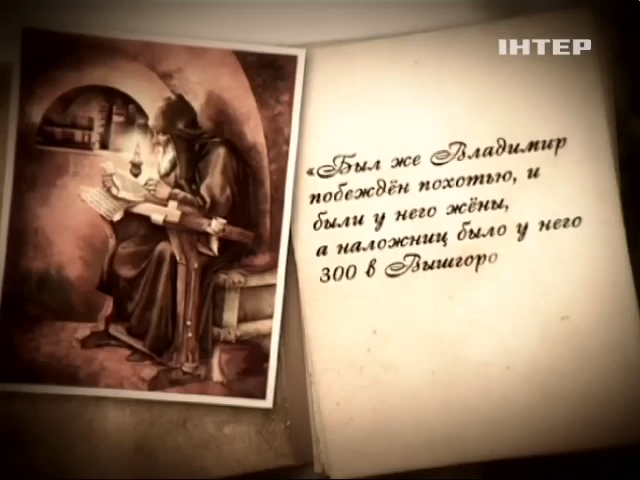 ІНТЕР
«Был же Владимир
побеждён похотью, и
были у него жёны,
а наложниц было у него
300 в Вышгоро